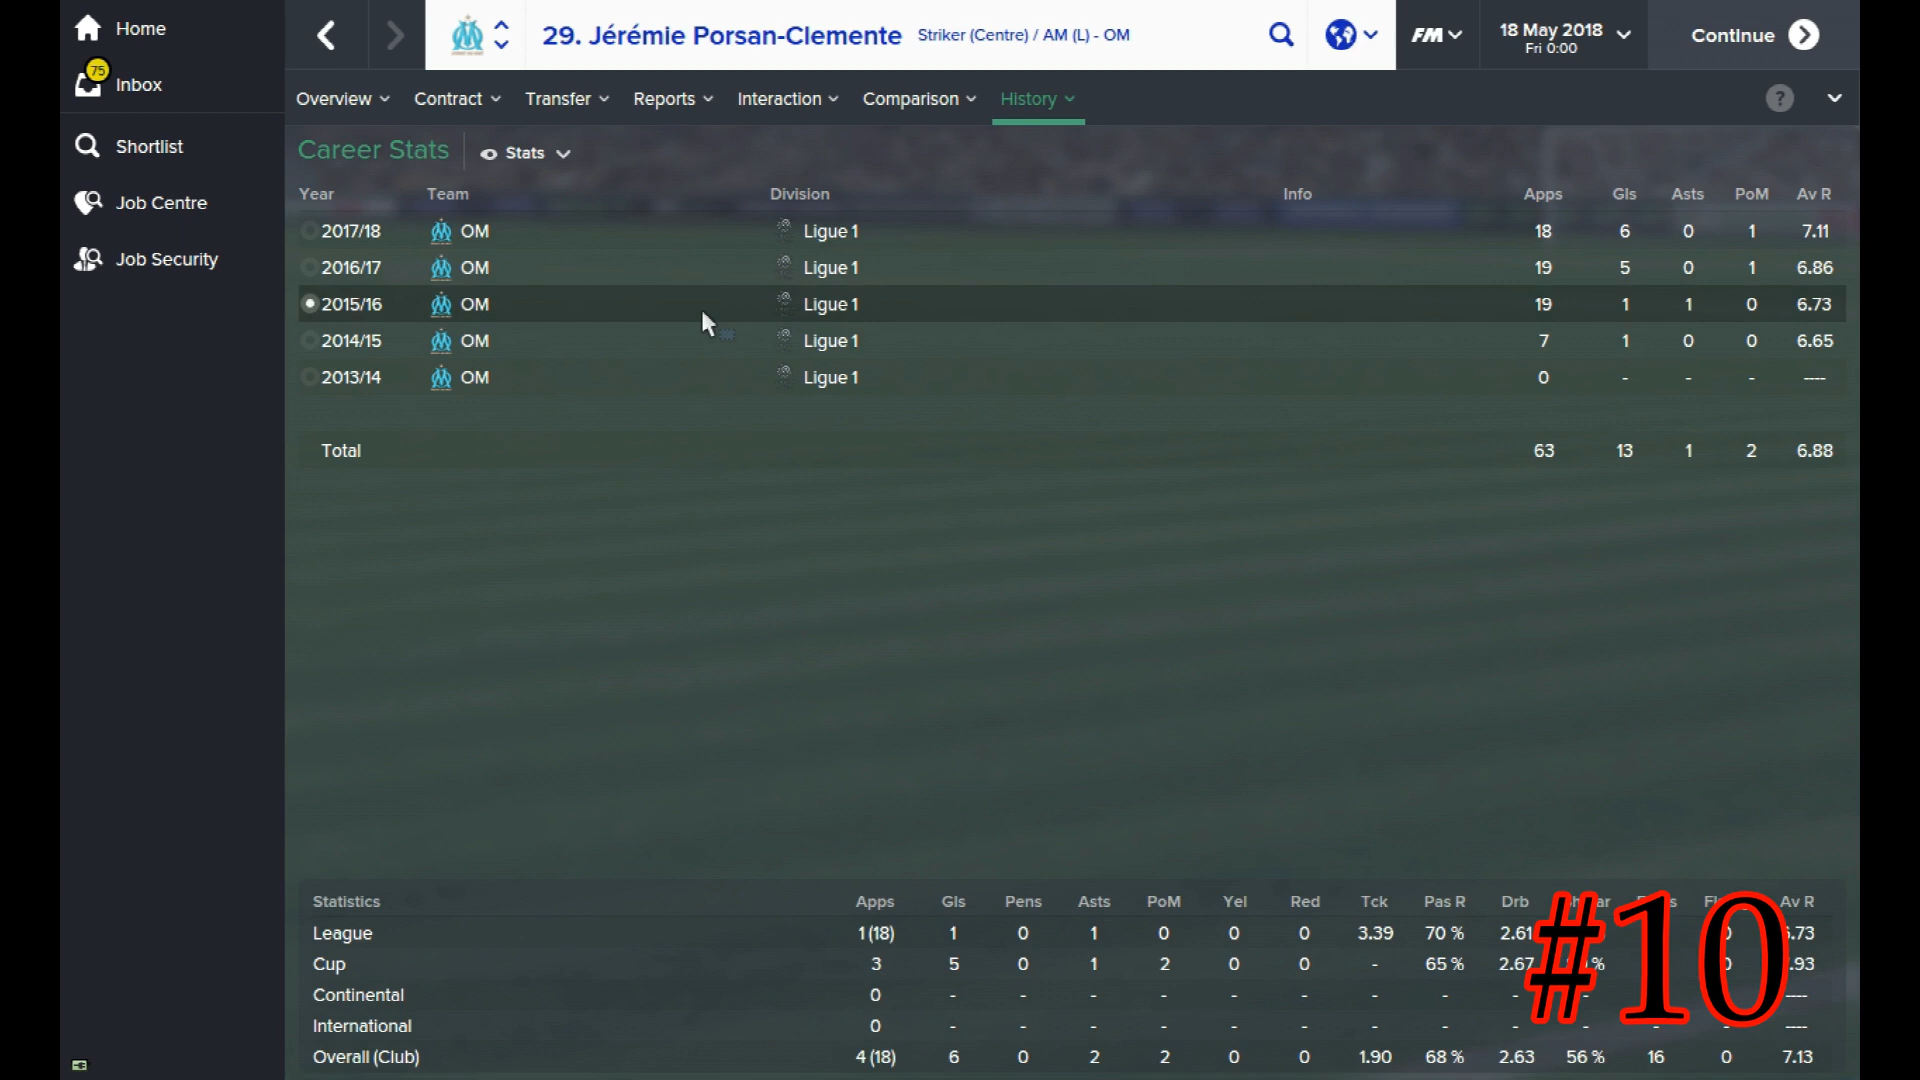 Home
75
Inbox
Shortlist
Job Centre
Job Security
29. Jérémie Porsan-Clemente Striker (Centre) / AM (L) - OM
FM
18 May 2018
Fri 0:00
Continue
Overview Contract Transfer Reports Interaction Comparison History ?
Career Stats Stats
Year Team Division Info Apps Gls Asts PoM Av R
2017/18 OM Ligue 1 18 6 0 1 7.11
2016/17 OM Ligue 1 19 5 0 1 6.86
2015/16 OM Ligue 1 19 1 1 0 6.73
2014/15 OM Ligue 1 7 1 0 0 6.65
2013/14 OM Ligue 1 0 - - - ----
Total 63 13 1 2 6.88
Statistics Apps Gls Pens Asts PoM Yel Red Tck Pas R Drb Av R
League 1 (18) 1 0 1 0 0 0 3.39 70 % 2.61
Cup 3 5 0 1 2 0 0 - 65 % 2.67
Continental 0 - - - - - - - - - - ----
International 0 - - - - - - - - - - - ----
Overall (Club) 4 (18) 6 0 2 2 0 0 1.90 68 % 2.63 56 % 16 0 7.13
#10